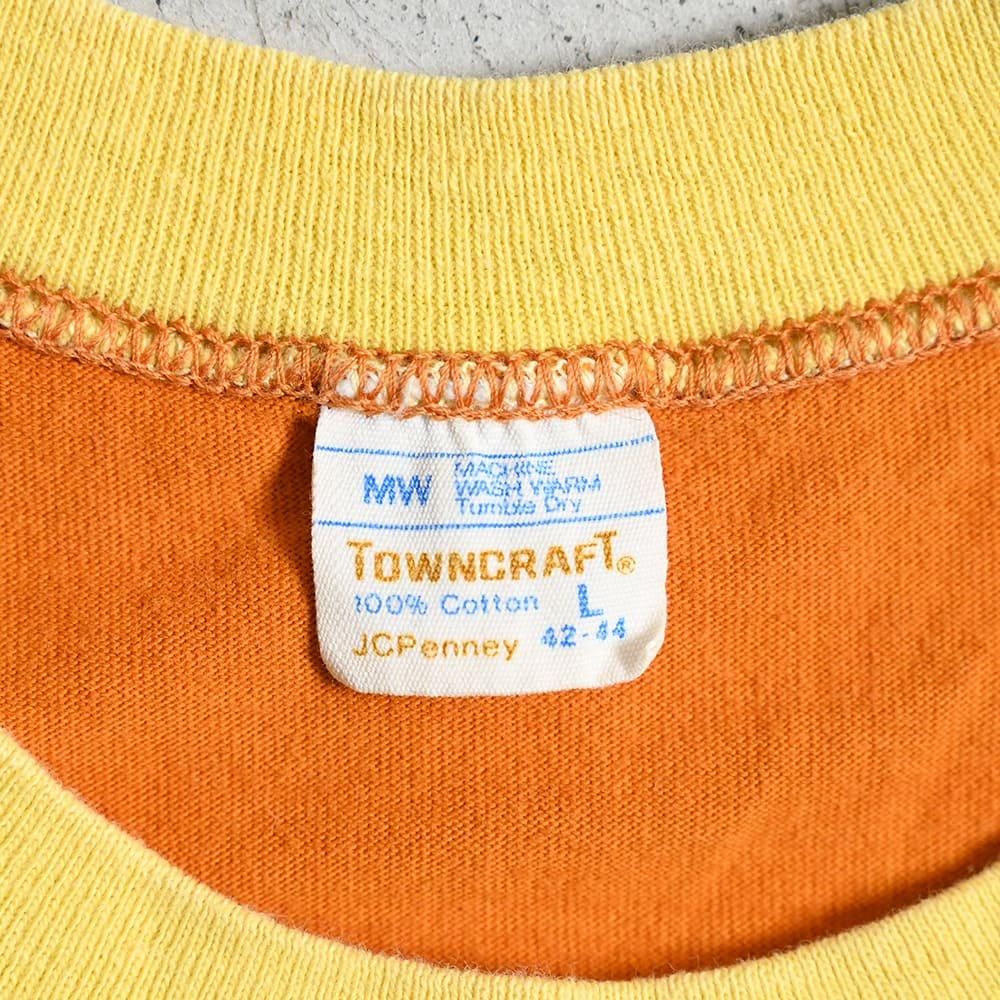 MW MACHINE
WASH WARM
Tumble Dry
TOWNCRAFT®
100% Cotton L
JCPenney 42-44